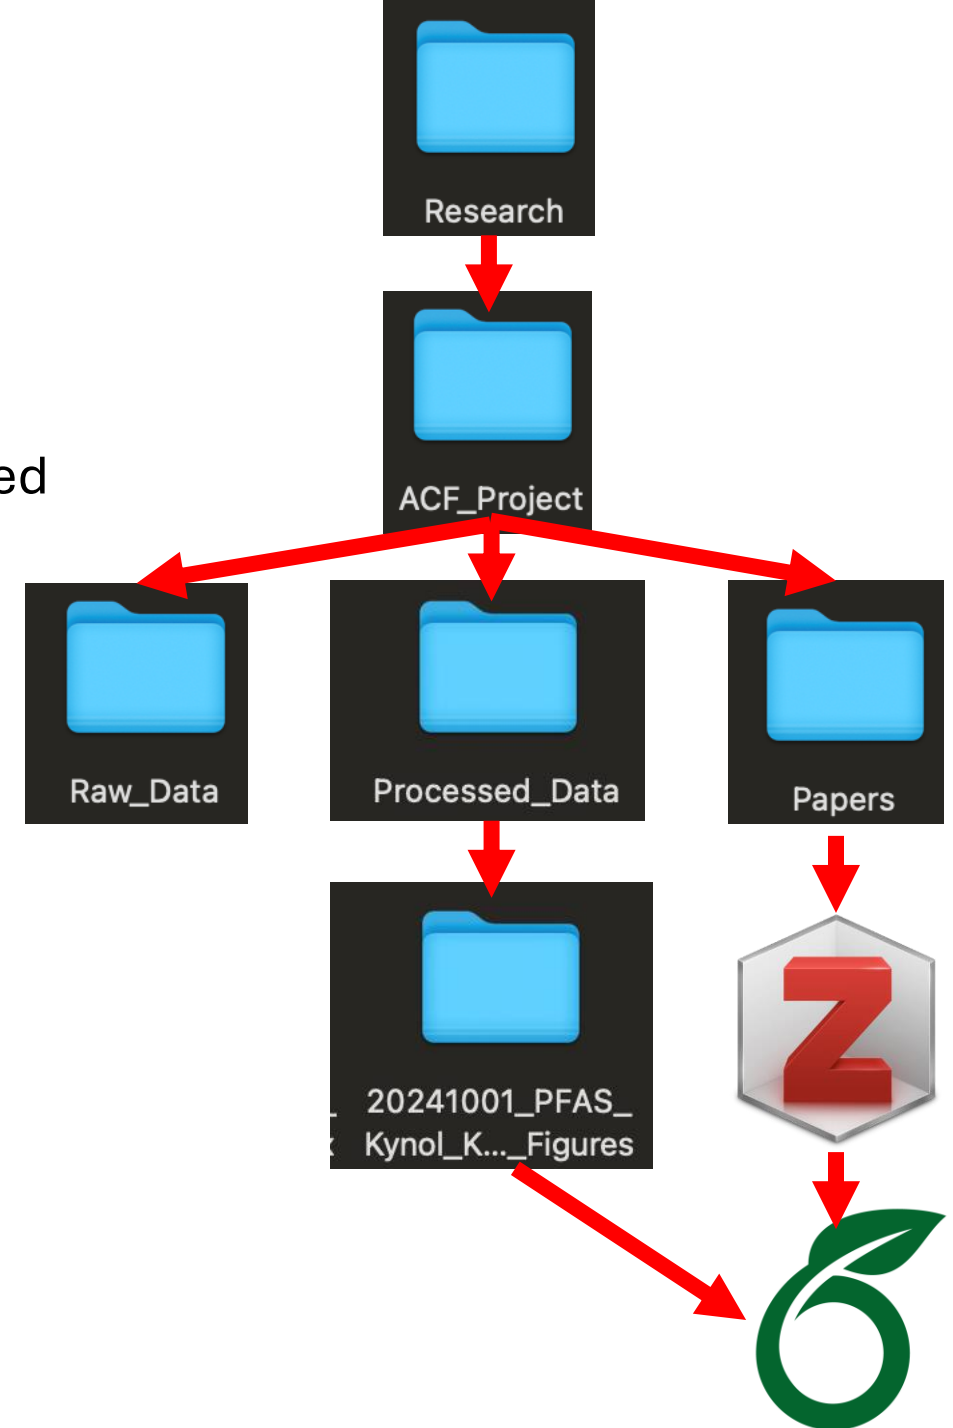 Research
ACF_Project
ed
Raw_Data
Processed_Data
Papers
20241001_PFAS_
Kynol_K..._Figures
Z